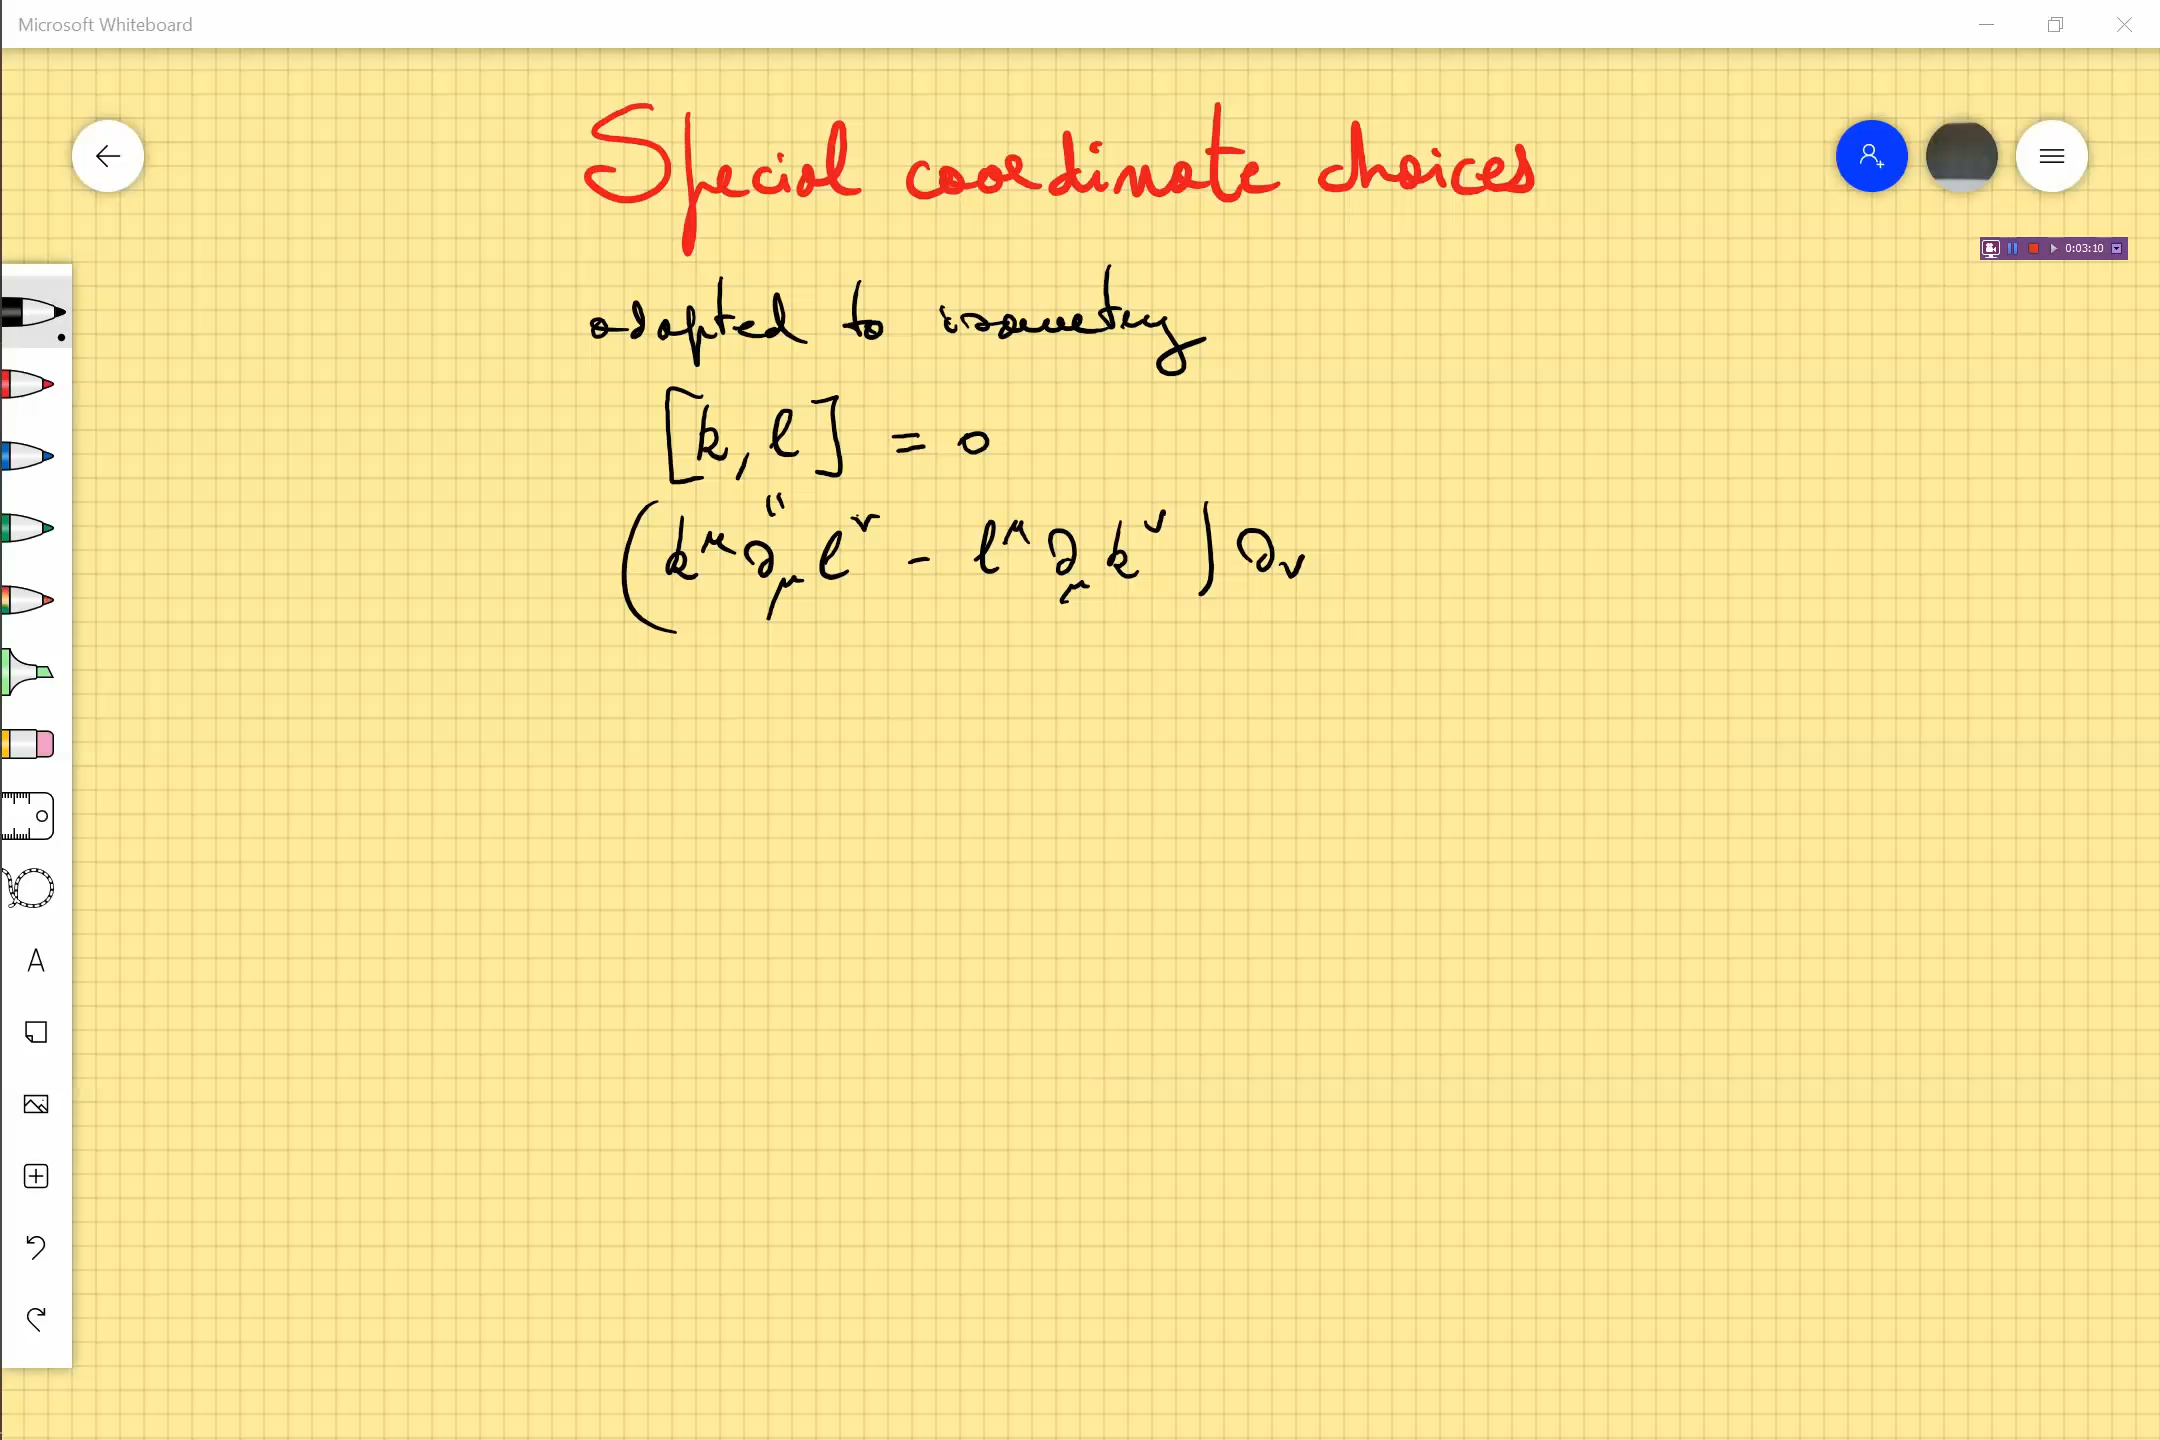 Microsoft Whiteboard
Special coordinate choices
0:03:10
adapted to isometry
[k, l] = 0
"
(k^μ ∂_μ l^ν - l^μ ∂_μ k^ν) ∂_ν
A